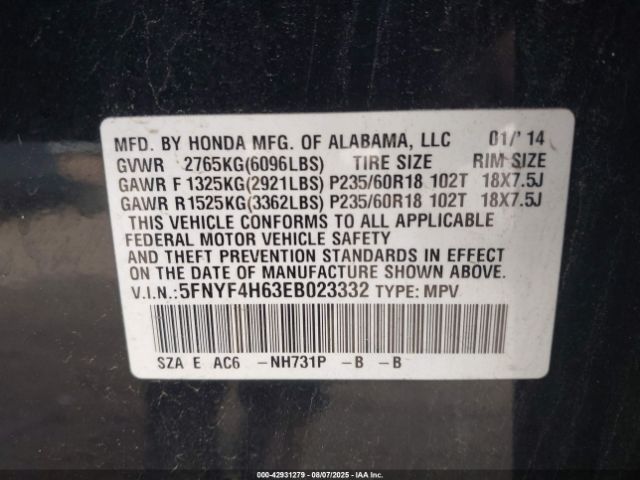 MFD. BY HONDA MFG. OF ALABAMA, LLC 01/'14
GVWR 2765KG(6096LBS) TIRE SIZE RIM SIZE
GAWR F 1325KG(2921LBS) P235/60R18 102T 18X7.5J
GAWR R 1525KG(3362LBS) P235/60R18 102T 18X7.5J
THIS VEHICLE CONFORMS TO ALL APPLICABLE
FEDERAL MOTOR VEHICLE SAFETY
AND THEFT PREVENTION STANDARDS IN EFFECT
ON THE DATE OF MANUFACTURE SHOWN ABOVE.
V.I.N.:5FNYF4H63EB023332 TYPE: MPV
SZA E AC6 -NH731P -B -B
000-42931279 - 08/07/2025 - IAA Inc.